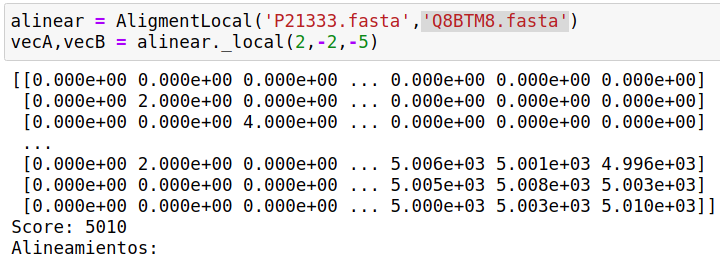 alinear = AligmentLocal('P21333.fasta','Q8BTM8.fasta')
vecA,vecB = alinear._local(2,-2,-5)
[[0.000e+00 0.000e+00 0.000e+00 ... 0.000e+00 0.000e+00 0.000e+00]
[0.000e+00 2.000e+00 0.000e+00 ... 0.000e+00 0.000e+00 0.000e+00]
[0.000e+00 0.000e+00 4.000e+00 ... 0.000e+00 0.000e+00 0.000e+00]
...
[0.000e+00 2.000e+00 0.000e+00 ... 5.006e+03 5.001e+03 4.996e+03]
[0.000e+00 0.000e+00 0.000e+00 ... 5.005e+03 5.008e+03 5.003e+03]
[0.000e+00 0.000e+00 0.000e+00 ... 5.000e+03 5.003e+03 5.010e+03]]
Score: 5010
Alineamientos: